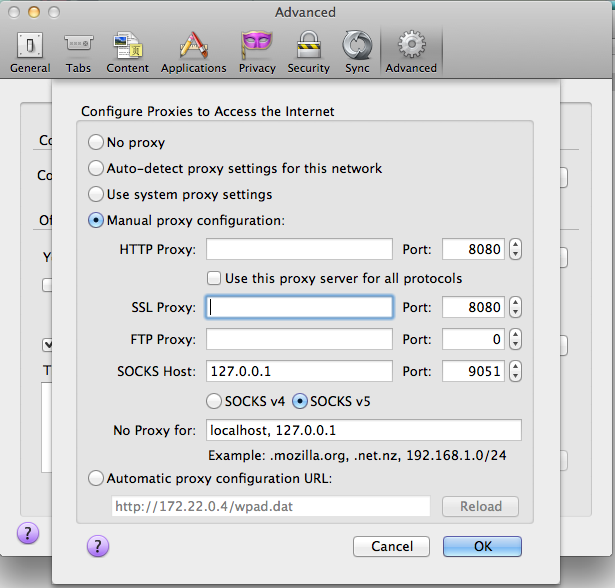 Advanced
General Tabs Content Applications Privacy Security Sync Advanced
Configure Proxies to Access the Internet
No proxy
Auto-detect proxy settings for this network
Use system proxy settings
Manual proxy configuration:
HTTP Proxy: Port: 8080
Use this proxy server for all protocols
SSL Proxy: Port: 8080
FTP Proxy: Port: 0
SOCKS Host: 127.0.0.1 Port: 9051
SOCKS v4 SOCKS v5
No Proxy for: localhost, 127.0.0.1
Example: .mozilla.org, .net.nz, 192.168.1.0/24
Automatic proxy configuration URL:
http://172.22.0.4/wpad.dat Reload
? ? Cancel OK